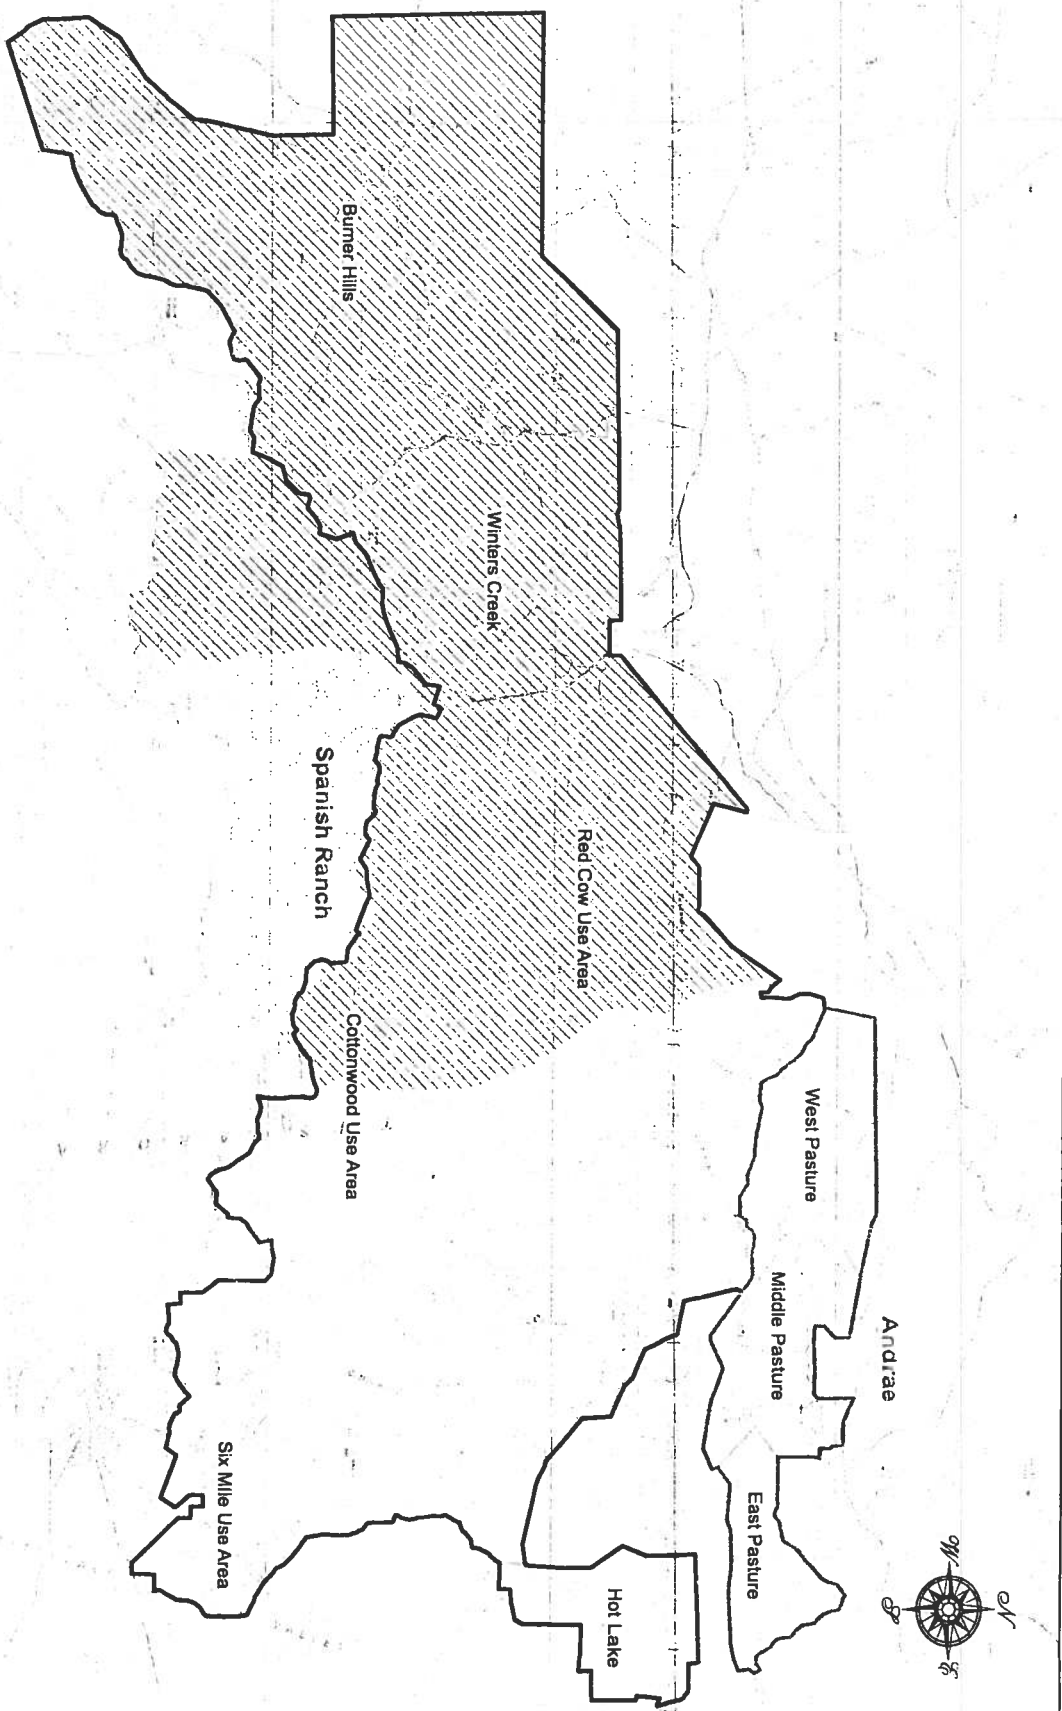 Andrae
West Pasture
Middle Pasture
East Pasture
Hot Lake
Red Cow Use Area
Winters Creek
Burner Hills
Cottonwood Use Area
Spanish Ranch
Six Mile Use Area
N
W
E
S